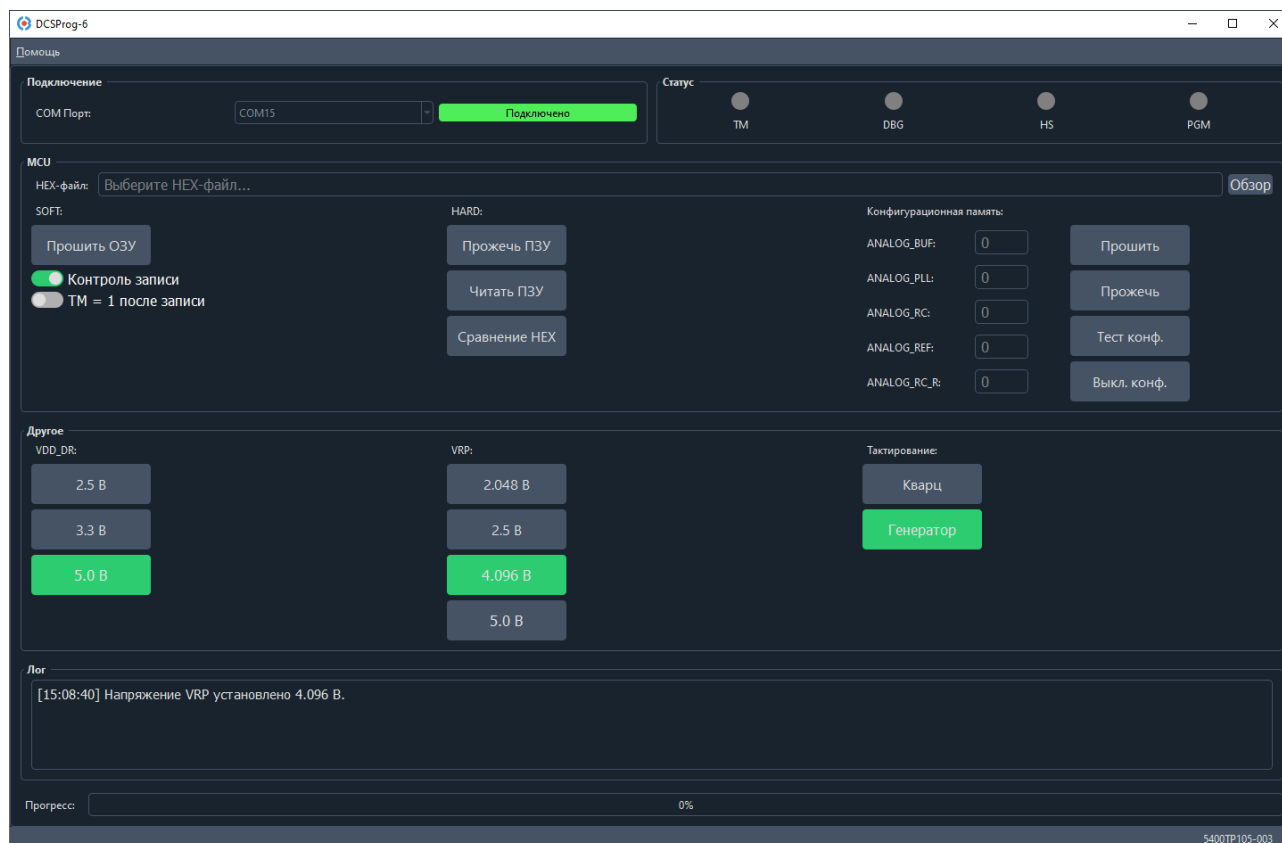 DCSProg-6
Помощь
Подключение
COM Порт:
COM15
Подключено
Статус
TM
DBG
HS
PGM
MCU
HEX-файл:
Выберите HEX-файл...
Обзор
SOFT:
Прошить ОЗУ
Контроль записи
TM = 1 после записи
HARD:
Прожечь ПЗУ
Читать ПЗУ
Сравнение HEX
Конфигурационная память:
ANALOG_BUF:
0
ANALOG_PLL:
0
ANALOG_RC:
0
ANALOG_REF:
0
ANALOG_RC_R:
0
Прошить
Прожечь
Тест конф.
Выкл. конф.
Другое
VDD_DR:
2.5 В
3.3 В
5.0 В
VRP:
2.048 В
2.5 В
4.096 В
5.0 В
Тактирование:
Кварц
Генератор
Лог
[15:08:40] Напряжение VRP установлено 4.096 В.
Прогресс:
0%
5400TP105-003